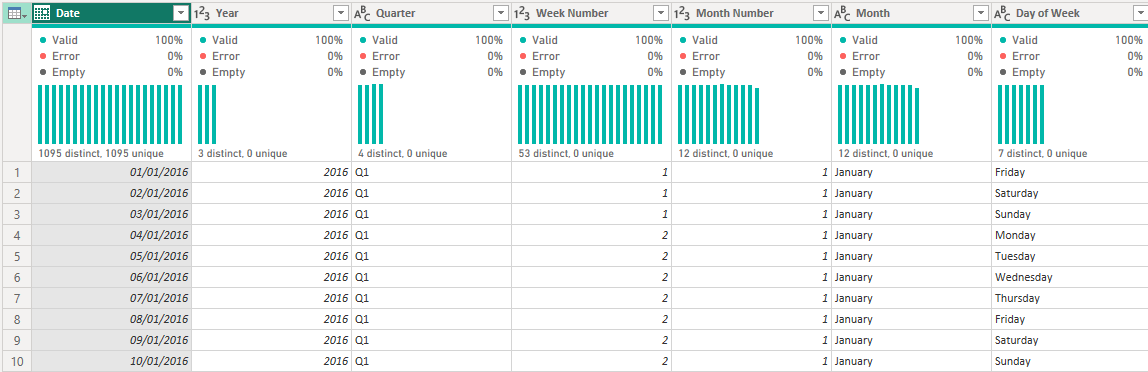 Date 1²3 Year ABC Quarter 1²3 Week Number 1²3 Month Number ABC Month ABC Day of Week
Valid 100% Valid 100% Valid 100% Valid 100% Valid 100% Valid 100% Valid 100%
Error 0% Error 0% Error 0% Error 0% Error 0% Error 0% Error 0%
Empty 0% Empty 0% Empty 0% Empty 0% Empty 0% Empty 0% Empty 0%
1095 distinct, 1095 unique 3 distinct, 0 unique 4 distinct, 0 unique 53 distinct, 0 unique 12 distinct, 0 unique 12 distinct, 0 unique 7 distinct, 0 unique
1 01/01/2016 2016 Q1 1 1 January Friday
2 02/01/2016 2016 Q1 1 1 January Saturday
3 03/01/2016 2016 Q1 1 1 January Sunday
4 04/01/2016 2016 Q1 2 1 January Monday
5 05/01/2016 2016 Q1 2 1 January Tuesday
6 06/01/2016 2016 Q1 2 1 January Wednesday
7 07/01/2016 2016 Q1 2 1 January Thursday
8 08/01/2016 2016 Q1 2 1 January Friday
9 09/01/2016 2016 Q1 2 1 January Saturday
10 10/01/2016 2016 Q1 2 1 January Sunday